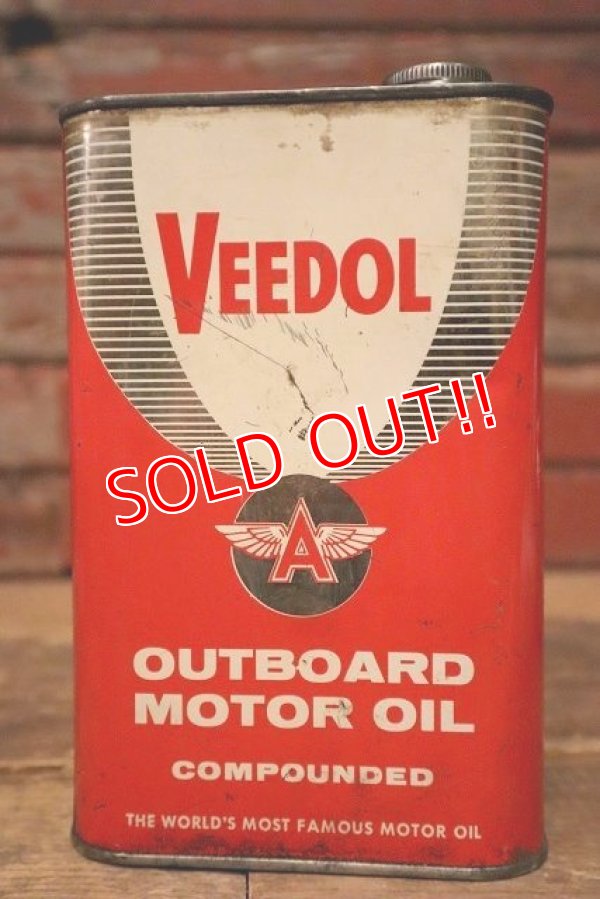 VEEDOL
SOLD OUT!!
A
OUTBOARD
MOTOR OIL
COMPOUNDED
THE WORLD'S MOST FAMOUS MOTOR OIL